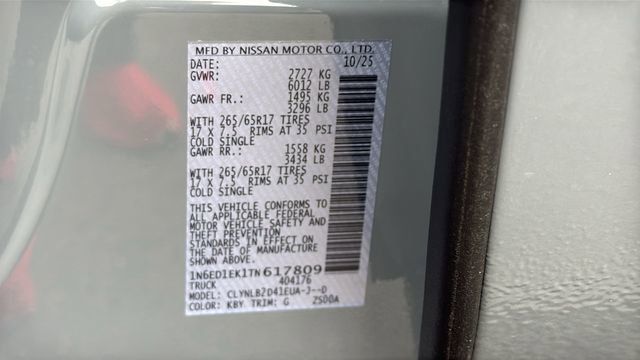 MFD BY NISSAN MOTOR CO., LTD.
DATE: 10/25
GVWR: 2727 KG
6012 LB
GAWR FR.: 1495 KG
3296 LB
WITH 265/65R17 TIRES
17 X 7.5 RIMS AT 35 PSI
COLD SINGLE
GAWR RR.: 1558 KG
3434 LB
WITH 265/65R17 TIRES
17 X 7.5 RIMS AT 35 PSI
COLD SINGLE
THIS VEHICLE CONFORMS TO
ALL APPLICABLE FEDERAL
MOTOR VEHICLE SAFETY AND
THEFT PREVENTION
STANDARDS IN EFFECT ON
THE DATE OF MANUFACTURE
SHOWN ABOVE.
1N6ED1EK1TN617809
TRUCK 404176
MODEL: CLYNLB2D41EUA-J--D
COLOR: KBY TRIM: G Z50OA